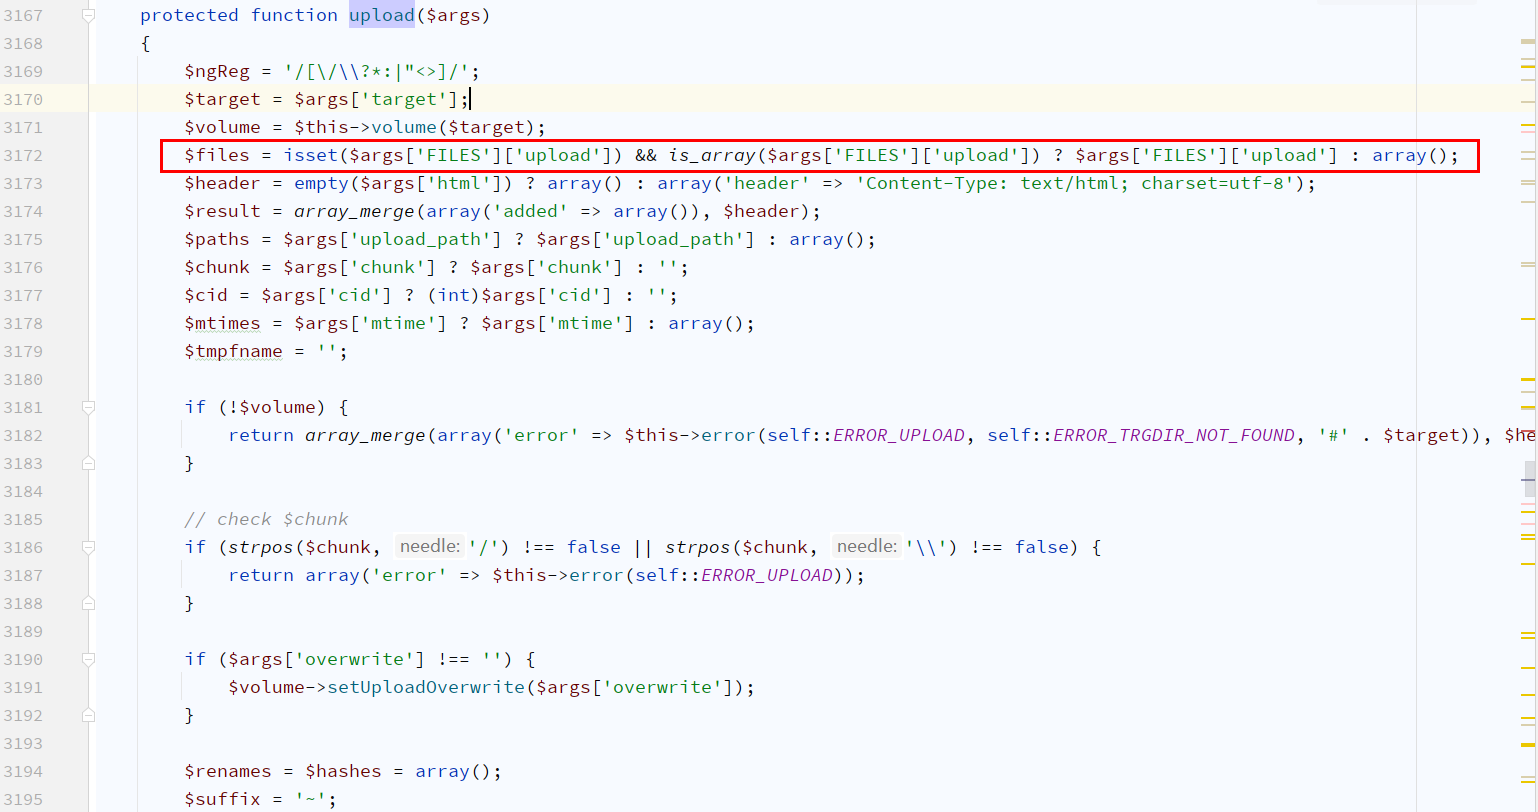 3167 protected function upload($args)
3168 {
3169 $ngReg = '/[\/\\?*:|"<>]/';
3170 $target = $args['target'];
3171 $volume = $this->volume($target);
3172 $files = isset($args['FILES']['upload']) && is_array($args['FILES']['upload']) ? $args['FILES']['upload'] : array();
3173 $header = empty($args['html']) ? array() : array('header' => 'Content-Type: text/html; charset=utf-8');
3174 $result = array_merge(array('added' => array()), $header);
3175 $paths = $args['upload_path'] ? $args['upload_path'] : array();
3176 $chunk = $args['chunk'] ? $args['chunk'] : '';
3177 $cid = $args['cid'] ? (int)$args['cid'] : '';
3178 $mtimes = $args['mtime'] ? $args['mtime'] : array();
3179 $tmpfname = '';
3180
3181 if (!$volume) {
3182 return array_merge(array('error' => $this->error(self::ERROR_UPLOAD, self::ERROR_TRGDIR_NOT_FOUND, '#' . $target)), $he
3183 }
3184
3185 // check $chunk
3186 if (strpos($chunk, needle: '/') !== false || strpos($chunk, needle: '\\') !== false) {
3187 return array('error' => $this->error(self::ERROR_UPLOAD));
3188 }
3189
3190 if ($args['overwrite'] !== '') {
3191 $volume->setUploadOverwrite($args['overwrite']);
3192 }
3193
3194 $renames = $hashes = array();
3195 $suffix = '~';